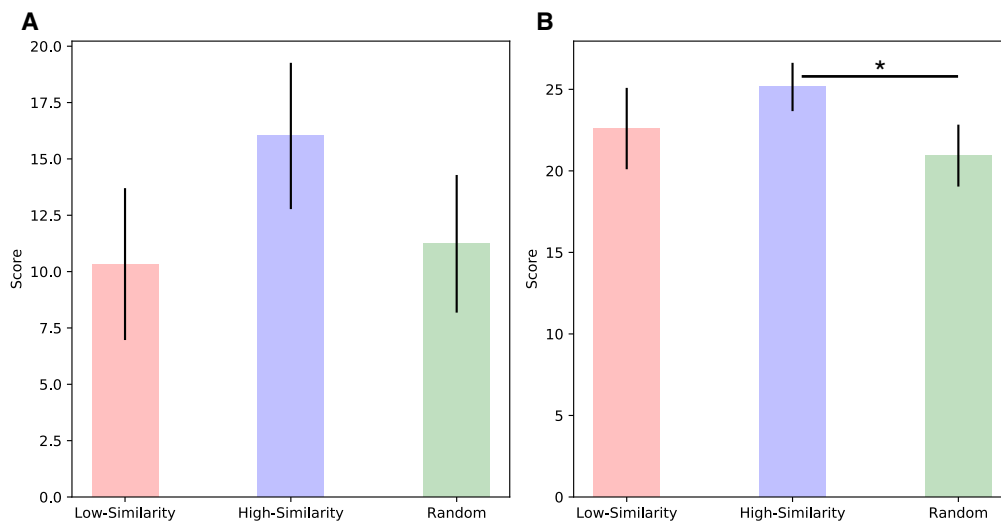 A
Score
20.0
17.5
15.0
12.5
10.0
7.5
5.0
2.5
0.0
Low-Similarity
High-Similarity
Random
B
*
Score
25
20
15
10
5
0
Low-Similarity
High-Similarity
Random